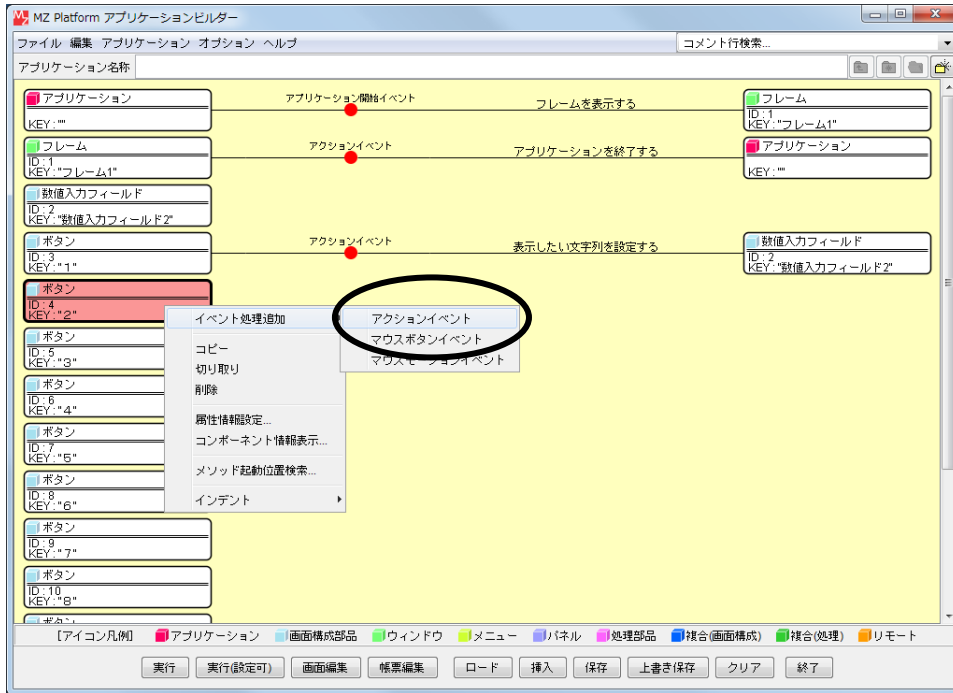 MZ Platform アプリケーションビルダー
ファイル 編集 アプリケーション オプション ヘルプ
コメント行検索...
アプリケーション名称
アプリケーション
KEY:""
アプリケーション開始イベント
フレームを表示する
フレーム
ID:1
KEY:"フレーム1"
フレーム
ID:1
KEY:"フレーム1"
アクションイベント
アプリケーションを終了する
アプリケーション
KEY:""
数値入力フィールド
ID:2
KEY:"数値入力フィールド2"
ボタン
ID:3
KEY:"1"
アクションイベント
表示したい文字列を設定する
数値入力フィールド
ID:2
KEY:"数値入力フィールド2"
ボタン
ID:4
KEY:"2"
イベント処理追加
コピー
切り取り
削除
属性情報設定...
コンポーネント情報表示...
メソッド起動位置検索...
インデント
アクションイベント
マウスボタンイベント
マウスモーションイベント
ボタン
ID:5
KEY:"3"
ボタン
ID:6
KEY:"4"
ボタン
ID:7
KEY:"5"
ボタン
ID:8
KEY:"6"
ボタン
ID:9
KEY:"7"
ボタン
ID:10
KEY:"8"
ボタン
[アイコン凡例] アプリケーション 画面構成部品 ウィンドウ メニュー パネル 処理部品 複合(画面構成) 複合(処理) リモート
実行 実行(設定可) 画面編集 帳票編集 ロード 挿入 保存 上書き保存 クリア 終了